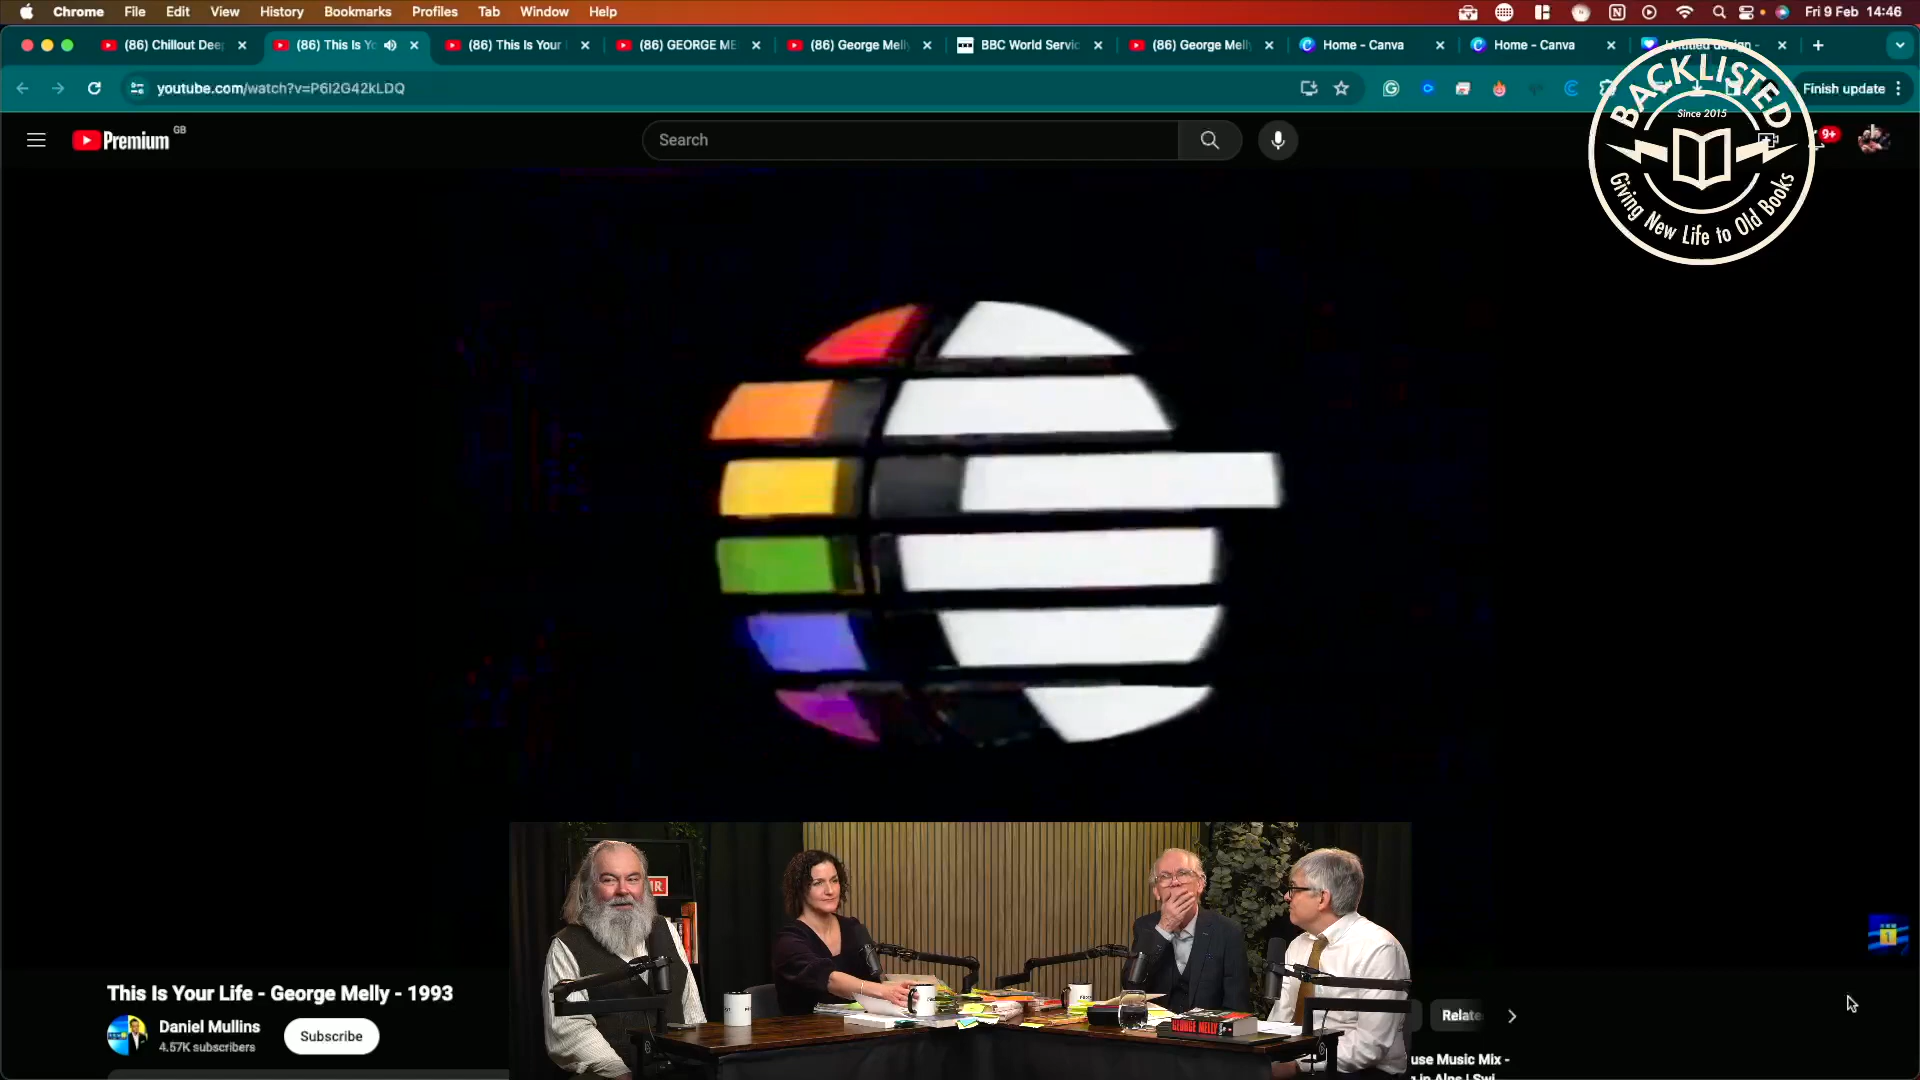 Chrome File Edit View History Bookmarks Profiles Tab Window Help Fri 9 Feb 14:46
(86) Chillout Dee (86) This Is Yo (86) This Is Your (86) GEORGE ME (86) George Melly BBC World Servic (86) George Melly Home - Canva Home - Canva Untitled design -
youtube.com/watch?v=P6I2G42kLDQ Finish update
Premium GB
Search
9+
BACKLISTED
Since 2015
Giving New Life to Old Books
This Is Your Life - George Melly - 1993
Daniel Mullins
4.57K subscribers
Subscribe
GEORGE MELLY
Relate
use Music Mix -